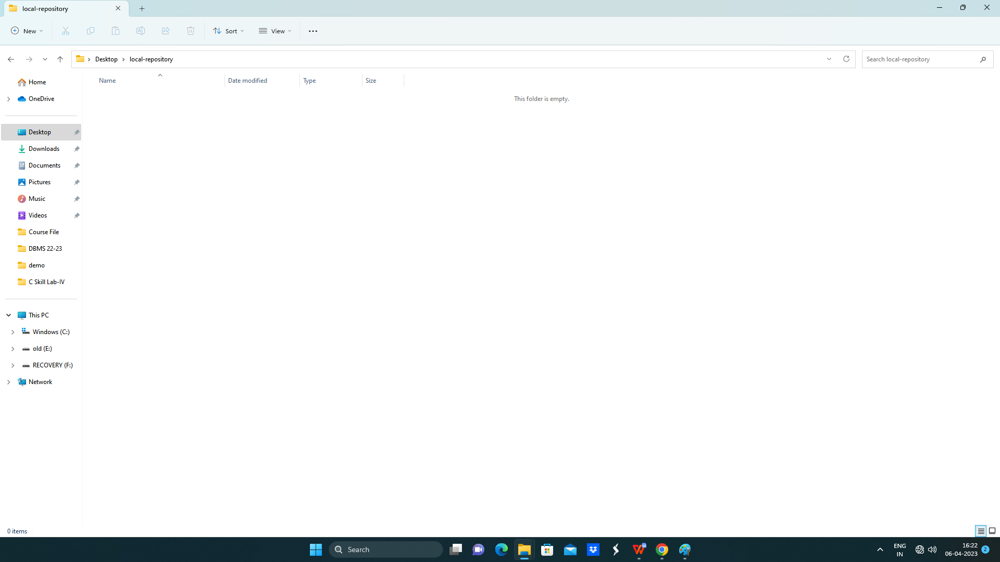 local-repository
New
Sort
View
Desktop
local-repository
Search local-repository
Name
Date modified
Type
Size
This folder is empty.
Home
OneDrive
Desktop
Downloads
Documents
Pictures
Music
Videos
Course File
DBMS 22-23
demo
C Skill Lab-IV
This PC
Windows (C:)
old (E:)
RECOVERY (F:)
Network
0 items
Search
ENG
IN
16:22
06-04-2023
2